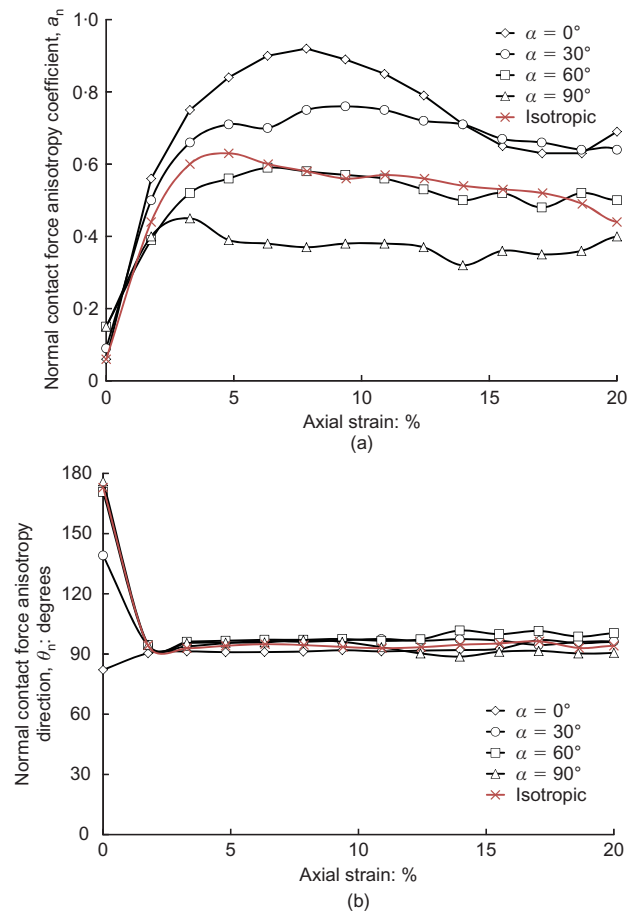 Normal contact force anisotropy coefficient, aₙ
1·0
0·8
0·6
0·4
0·2
0
0 5 10 15 20
α = 0°
α = 30°
α = 60°
α = 90°
Isotropic
Axial strain: %
(a)
Normal contact force anisotropy
direction, θₙ: degrees
180
150
120
90
60
30
0
α = 0°
α = 30°
α = 60°
α = 90°
Isotropic
0 5 10 15 20
Axial strain: %
(b)